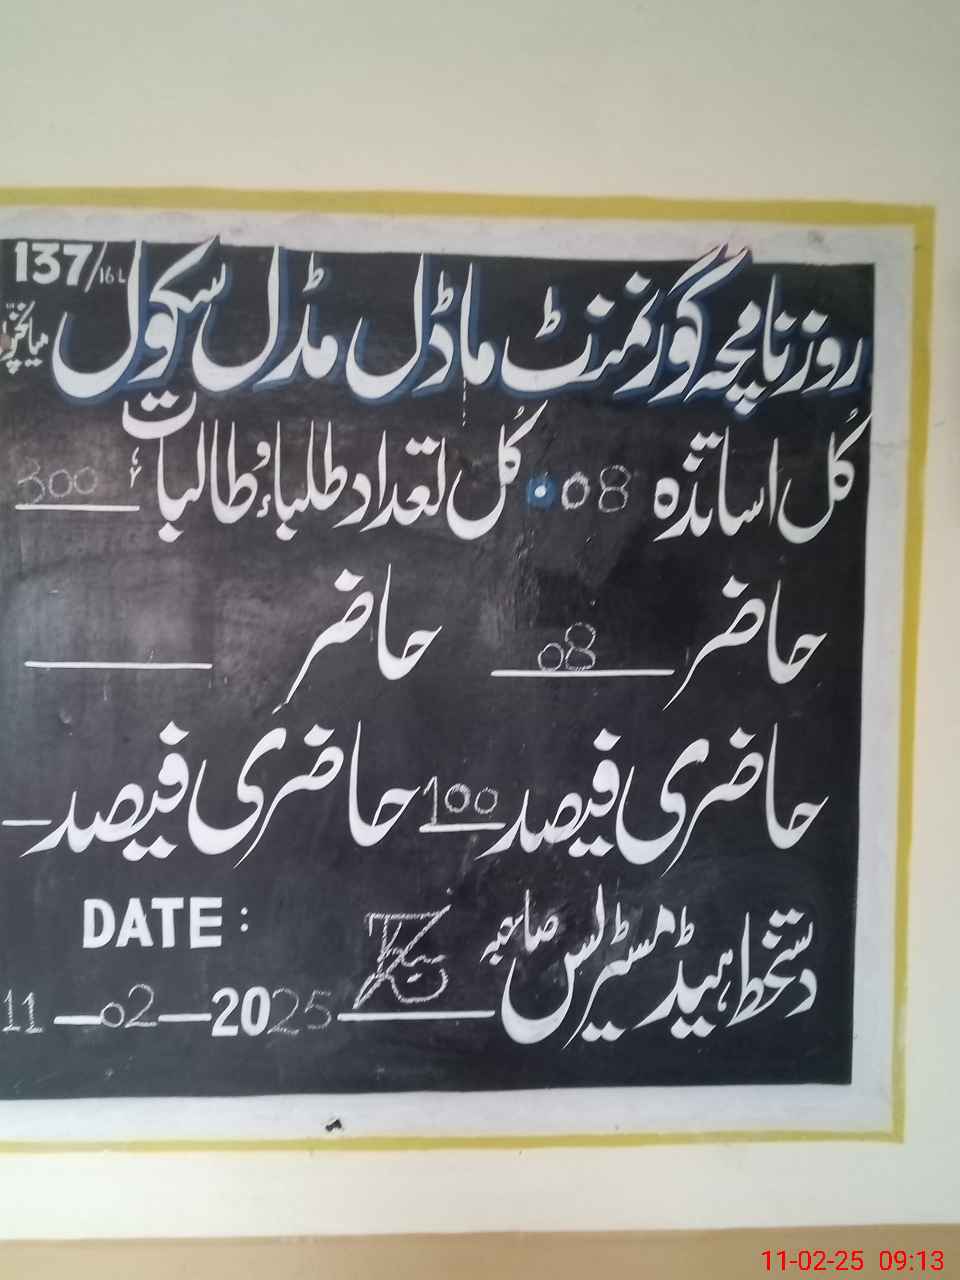 روزنامچہ گورنمنٹ ماڈل مڈل سکول 137/16L میانچنوں
کُل اساتذہ 08 کُل تعداد طلباء و طالبات 300
حاضر 08 حاضر
حاضری فیصد 100 حاضری فیصد
دستخط ہیڈ مسٹریس صاحبہ
DATE:
11-02-2025
11-02-25 09:13